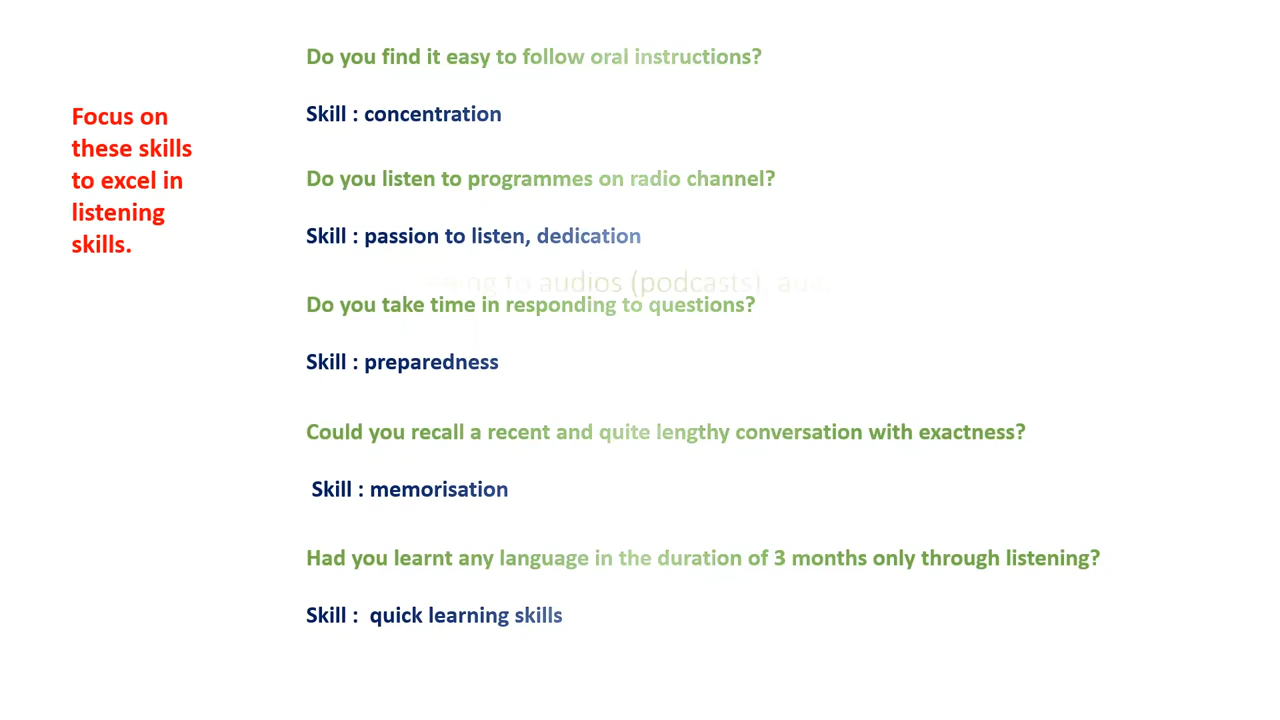 Focus on
these skills
to excel in
listening
skills.
Do you find it easy to follow oral instructions?
Skill : concentration
Do you listen to programmes on radio channel?
Skill : passion to listen, dedication
to audios (podcasts),
Do you take time in responding to questions?
Skill : preparedness
Could you recall a recent and quite lengthy conversation with exactness?
Skill : memorisation
Had you learnt any language in the duration of 3 months only through listening?
Skill :  quick learning skills